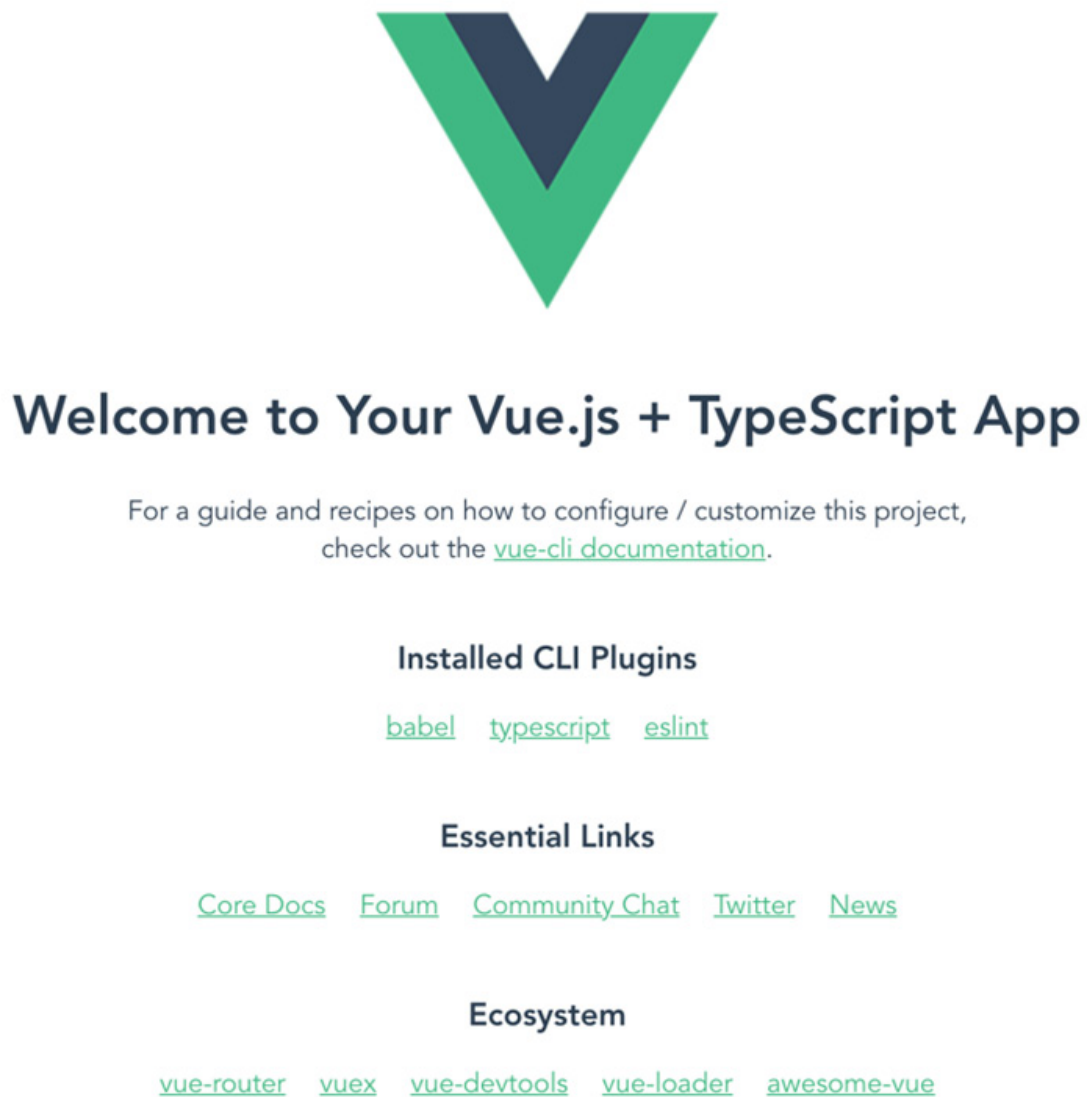 Welcome to Your Vue.js + TypeScript App
For a guide and recipes on how to configure / customize this project,
check out the vue-cli documentation.
Installed CLI Plugins
babel typescript eslint
Essential Links
Core Docs Forum Community Chat Twitter News
Ecosystem
vue-router vuex vue-devtools vue-loader awesome-vue